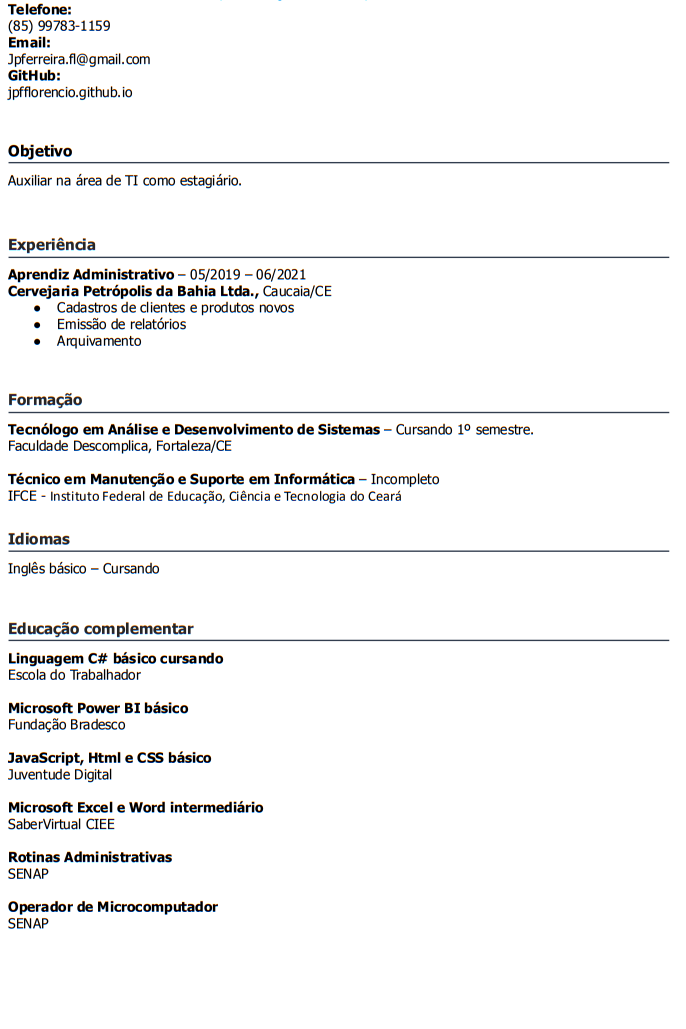 Telefone:
(85) 99783-1159
Email:
Jpferreira.fl@gmail.com
GitHub:
jpfflorencio.github.io
Objetivo
Auxiliar na área de TI como estagiário.
Experiência
Aprendiz Administrativo – 05/2019 – 06/2021
Cervejaria Petrópolis da Bahia Ltda., Caucaia/CE
● Cadastros de clientes e produtos novos
● Emissão de relatórios
● Arquivamento
Formação
Tecnólogo em Análise e Desenvolvimento de Sistemas – Cursando 1º semestre.
Faculdade Descomplica, Fortaleza/CE
Técnico em Manutenção e Suporte em Informática – Incompleto
IFCE - Instituto Federal de Educação, Ciência e Tecnologia do Ceará
Idiomas
Inglês básico – Cursando
Educação complementar
Linguagem C# básico cursando
Escola do Trabalhador
Microsoft Power BI básico
Fundação Bradesco
JavaScript, Html e CSS básico
Juventude Digital
Microsoft Excel e Word intermediário
SaberVirtual CIEE
Rotinas Administrativas
SENAP
Operador de Microcomputador
SENAP